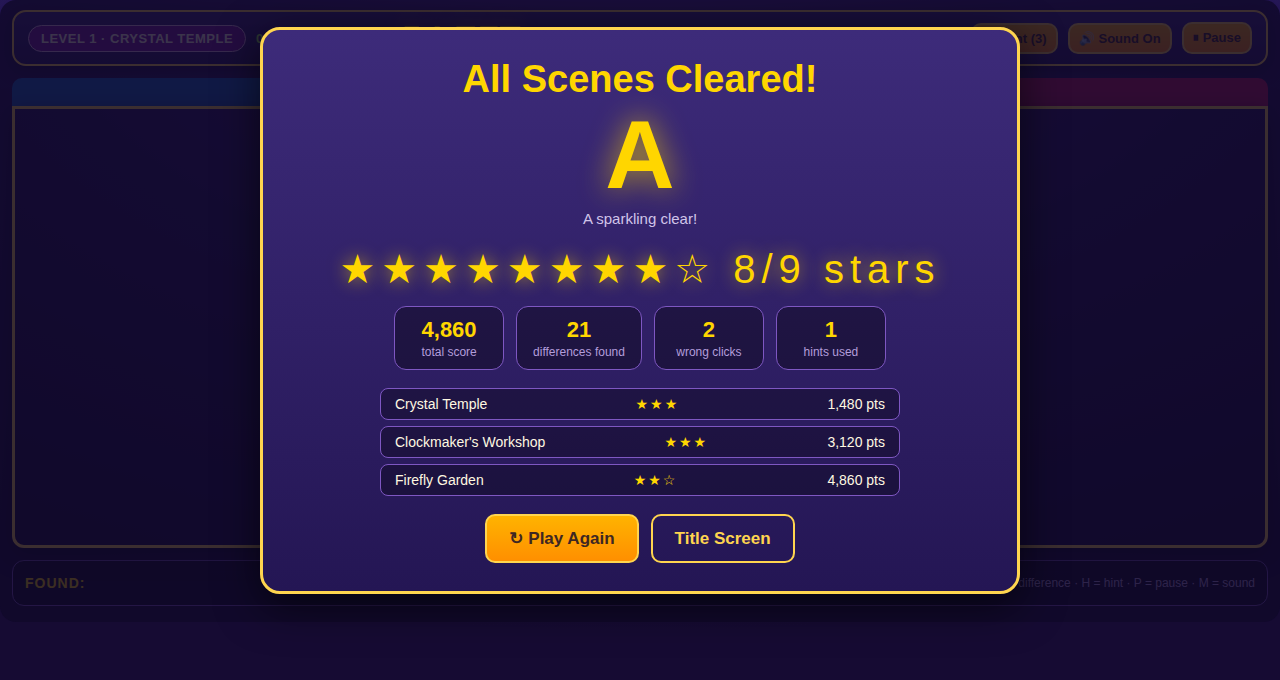 LEVEL 1 · CRYSTAL TEMPLE
(3)
🔊 Sound On
⏸ Pause
All Scenes Cleared!
A
A sparkling clear!
★★★★★★★★☆ 8/9 stars
4,860
total score
21
differences found
2
wrong clicks
1
hints used
Crystal Temple ★★★ 1,480 pts
Clockmaker's Workshop ★★★ 3,120 pts
Firefly Garden ★★☆ 4,860 pts
↻ Play Again
Title Screen
FOUND:
difference · H = hint · P = pause · M = sound